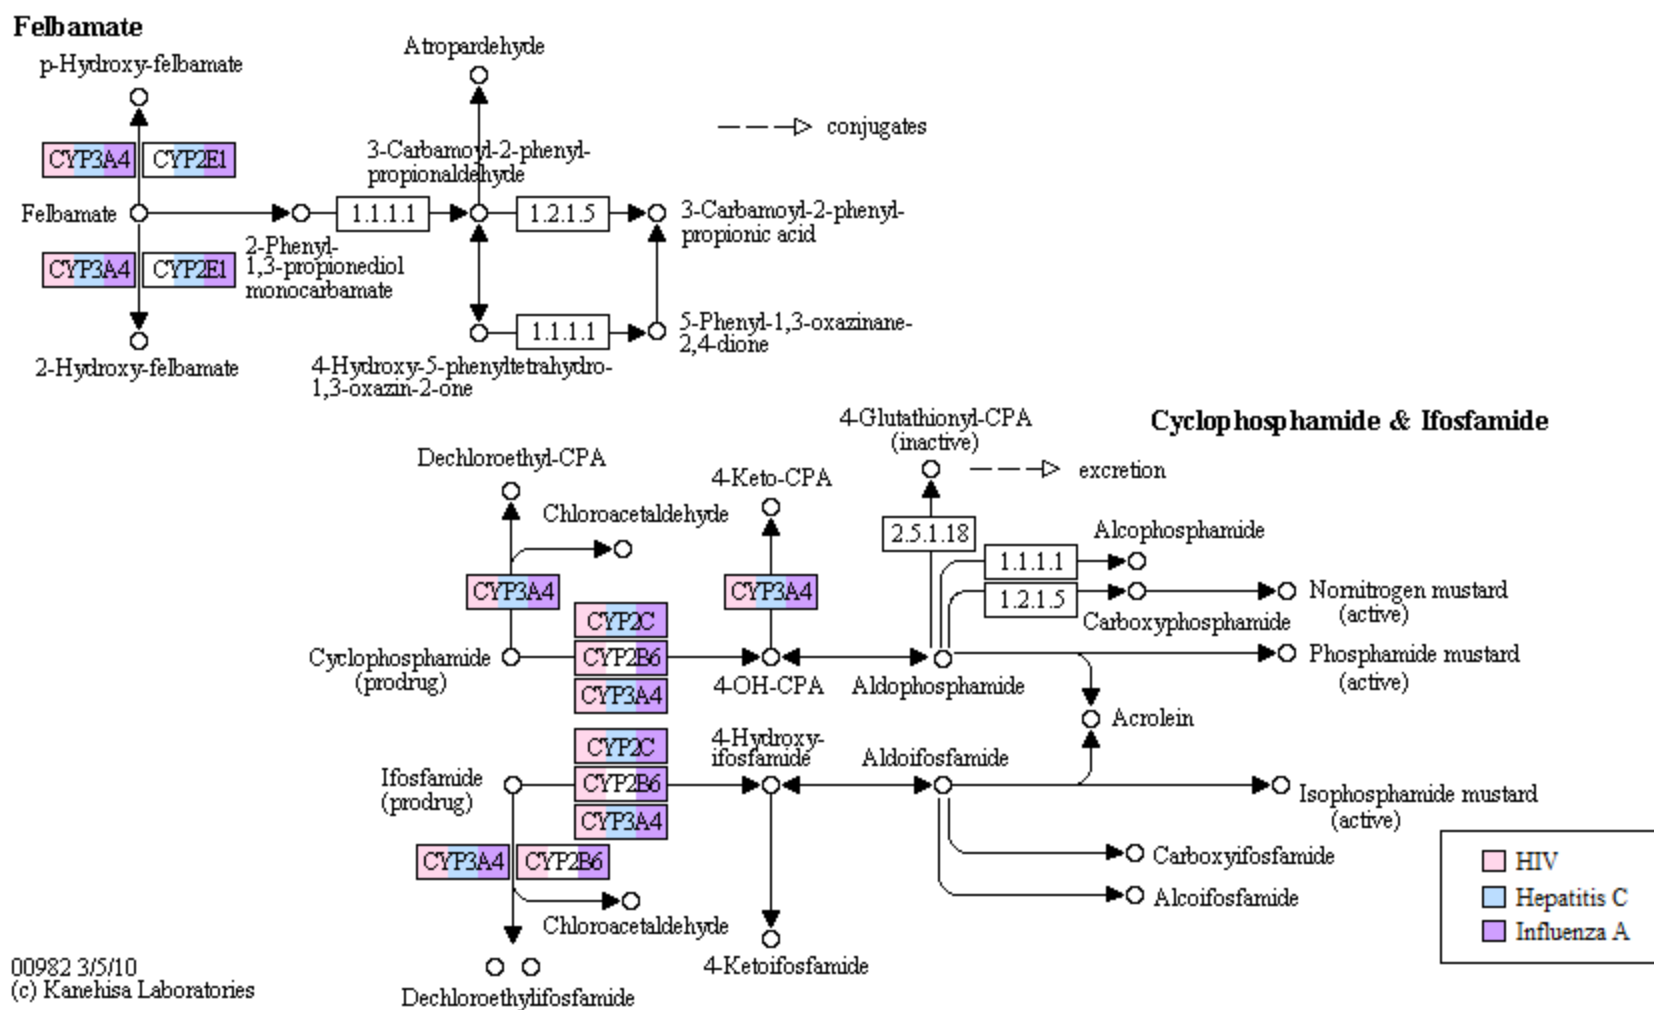 Felbamate
p-Hydroxy-felbamate
Atropardehyde
conjugates
CYP3A4 CYP2E1
3-Carbamoyl-2-phenyl-
propionaldehyde
Felbamate
1.1.1.1
1.2.1.5
3-Carbamoyl-2-phenyl-
propionic acid
CYP3A4 CYP2E1
2-Phenyl-
1,3-propionediol
monocarbamate
1.1.1.1
5-Phenyl-1,3-oxazinane-
2,4-dione
2-Hydroxy-felbamate
4-Hydroxy-5-phenyltetrahydro-
1,3-oxazin-2-one
Cyclophosphamide & Ifosfamide
4-Glutathionyl-CPA
(inactive)
excretion
Dechloroethyl-CPA
4-Keto-CPA
Chloroacetaldehyde
2.5.1.18
Alcophosphamide
1.1.1.1
CYP3A4
CYP3A4
1.2.1.5
Nornitrogen mustard
(active)
Carboxyphosphamide
CYP2C
CYP2B6
CYP3A4
Cyclophosphamide
(prodrug)
4-OH-CPA
Aldophosphamide
Phosphamide mustard
(active)
Acrolein
CYP2C
CYP2B6
CYP3A4
4-Hydroxy-
ifosfamide
Aldoifosfamide
Ifosfamide
(prodrug)
Isophosphamide mustard
(active)
CYP3A4 CYP2B6
Carboxyifosfamide
Alcoifosfamide
Chloroacetaldehyde
4-Ketoifosfamide
Dechloroethylifosfamide
HIV
Hepatitis C
Influenza A
00982 3/5/10
(c) Kanehisa Laboratories